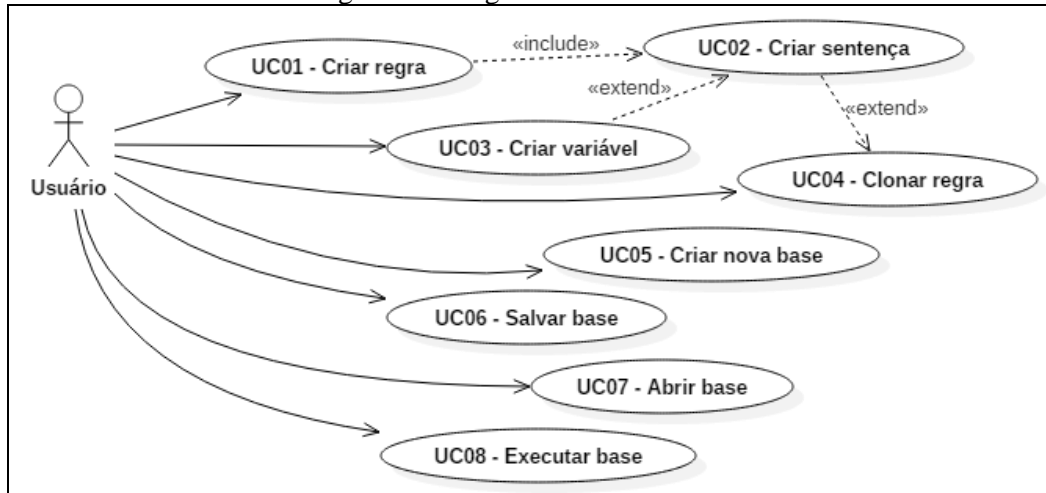 «include»
UC02 - Criar sentença
UC01 - Criar regra
«extend»
«extend»
UC03 - Criar variável
Usuário
UC04 - Clonar regra
UC05 - Criar nova base
UC06 - Salvar base
UC07 - Abrir base
UC08 - Executar base